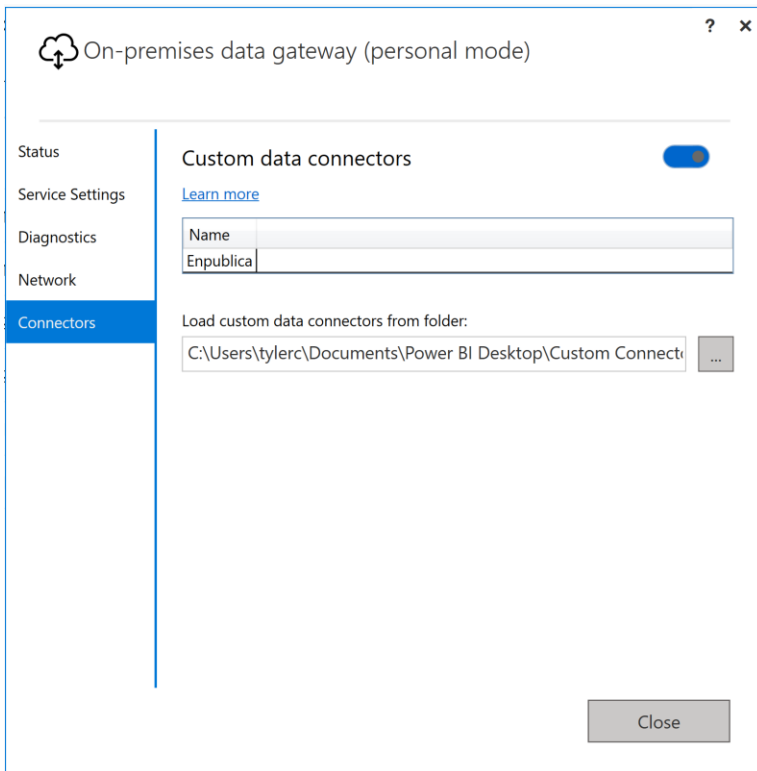 ? ×
On-premises data gateway (personal mode)
Status
Service Settings
Diagnostics
Network
Connectors
Custom data connectors
Learn more
Name
Enpublica
Load custom data connectors from folder:
C:\Users\tylerc\Documents\Power BI Desktop\Custom Connect
...
Close